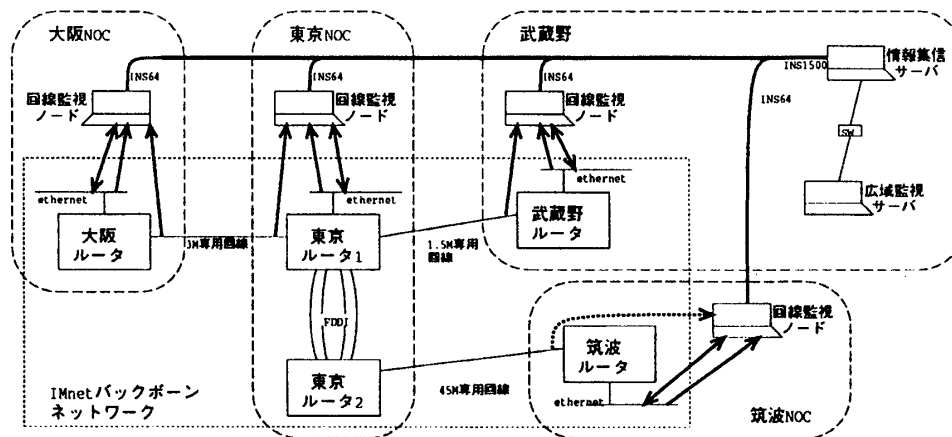 大阪NOC
東京NOC
武蔵野
INS64
INS64
INS64
INS1500
情報集信
サーバ
INS64
回線監視
ノード
回線監視
ノード
回線監視
ノード
SW
広域監視
サーバ
ethernet
ethernet
ethernet
大阪
ルータ
3M専用回線
東京
ルータ1
1.5M専用
回線
武蔵野
ルータ
FDDI
回線監視
ノード
筑波
ルータ
東京
ルータ2
45M専用回線
ethernet
IMnetバックボーン
ネットワーク
筑波NOC